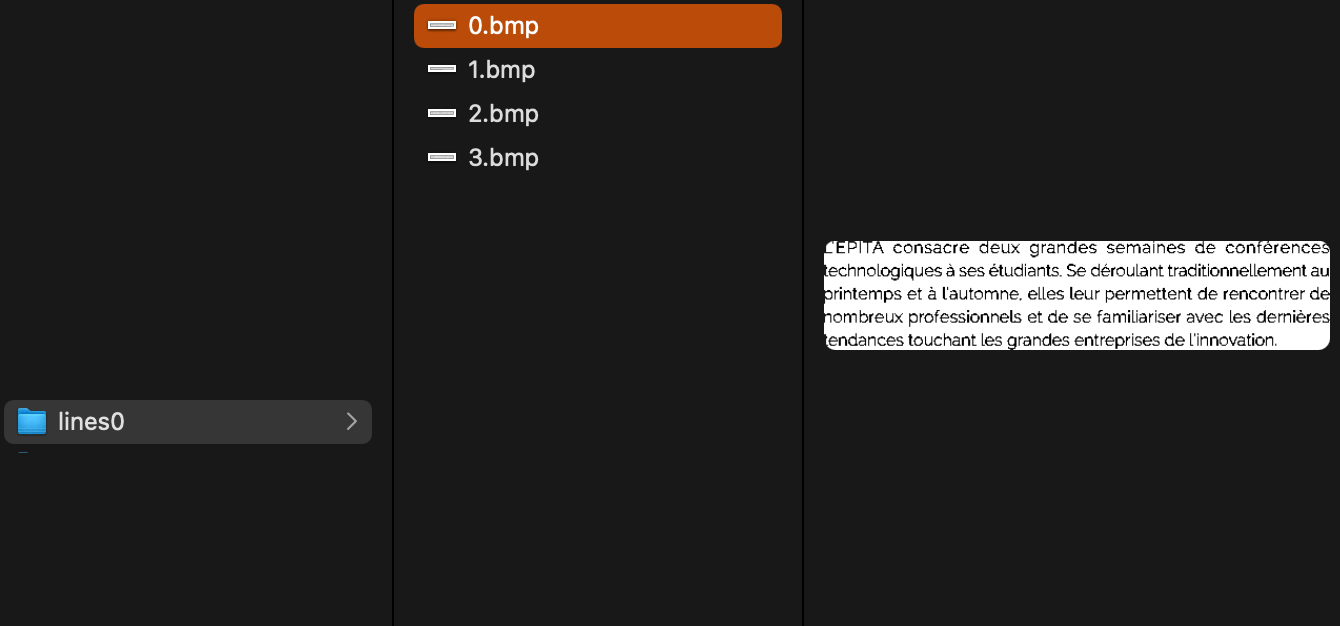 0.bmp
1.bmp
2.bmp
3.bmp
lines0
L'EPITA consacre deux grandes semaines de conférences
technologiques à ses étudiants. Se déroulant traditionnellement au
printemps et à l'automne, elles leur permettent de rencontrer de
nombreux professionnels et de se familiariser avec les dernières
tendances touchant les grandes entreprises de l'innovation.